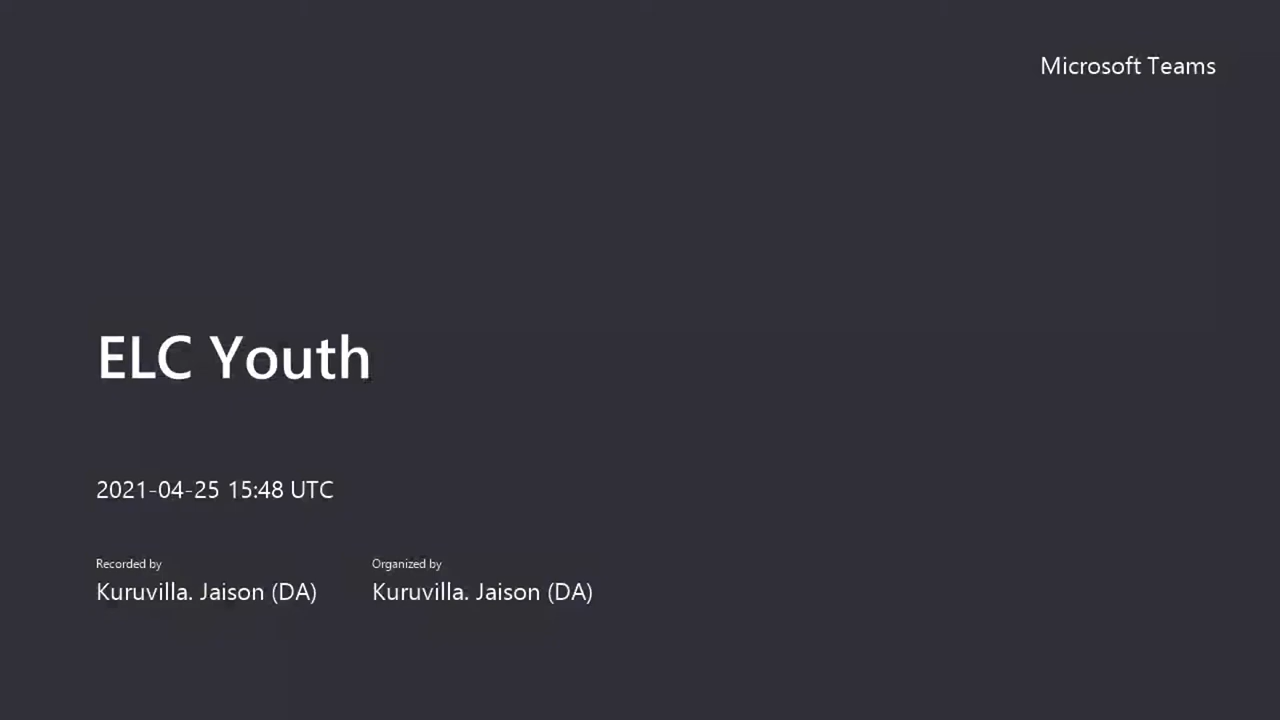 Microsoft Teams
ELC Youth
2021-04-25 15:48 UTC
Recorded by
Organized by
Kuruvilla. Jaison (DA)
Kuruvilla. Jaison (DA)